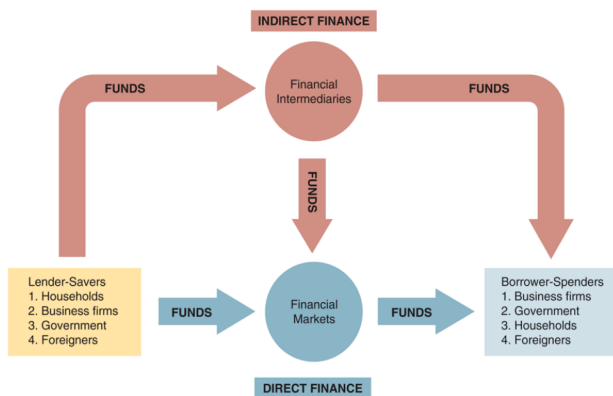 INDIRECT FINANCE
FUNDS
Financial
Intermediaries
FUNDS
FUNDS
Lender-Savers
1. Households
2. Business firms
3. Government
4. Foreigners
FUNDS
Financial
Markets
FUNDS
Borrower-Spenders
1. Business firms
2. Government
3. Households
4. Foreigners
DIRECT FINANCE